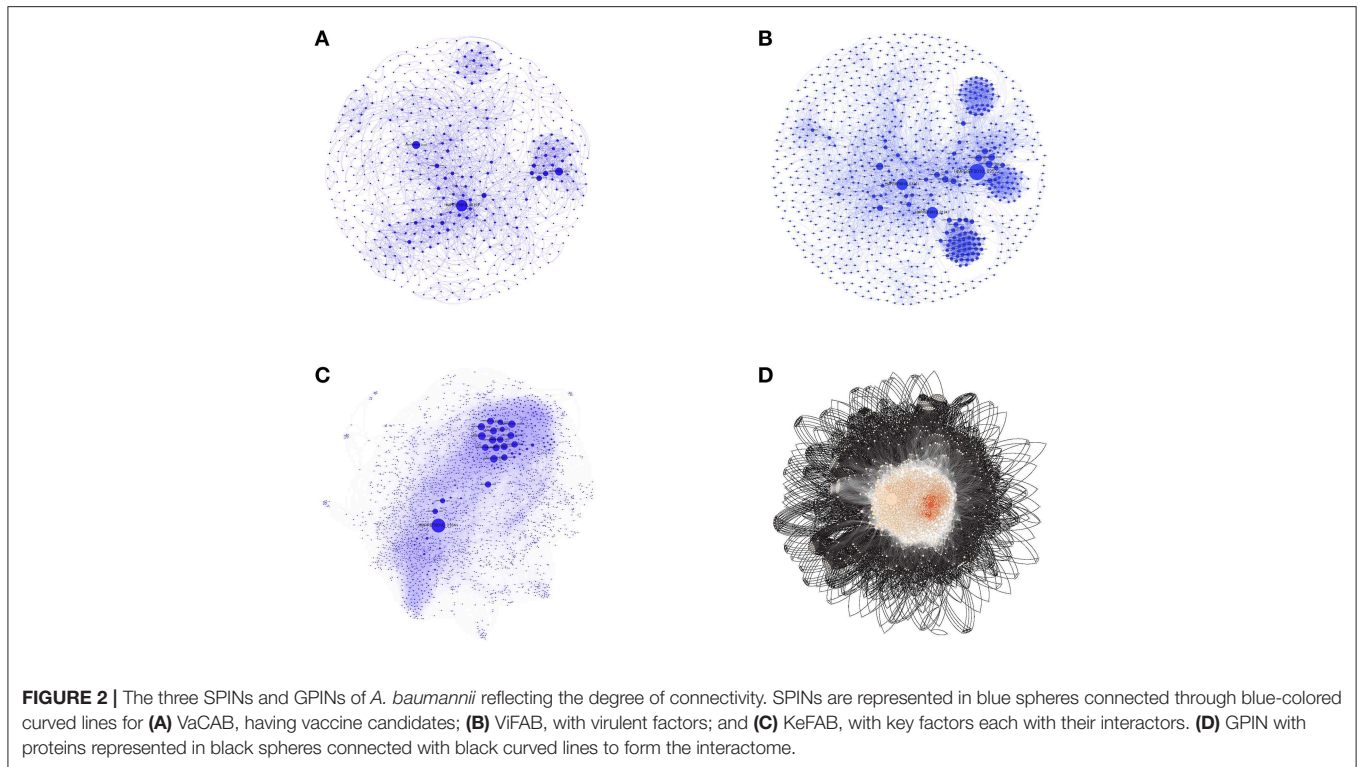 A
B
C
D
FIGURE 2 | The three SPINs and GPINs of A. baumannii reflecting the degree of connectivity. SPINs are represented in blue spheres connected through blue-colored
curved lines for (A) VaCAB, having vaccine candidates; (B) ViFAB, with virulent factors; and (C) KeFAB, with key factors each with their interactors. (D) GPIN with
proteins represented in black spheres connected with black curved lines to form the interactome.